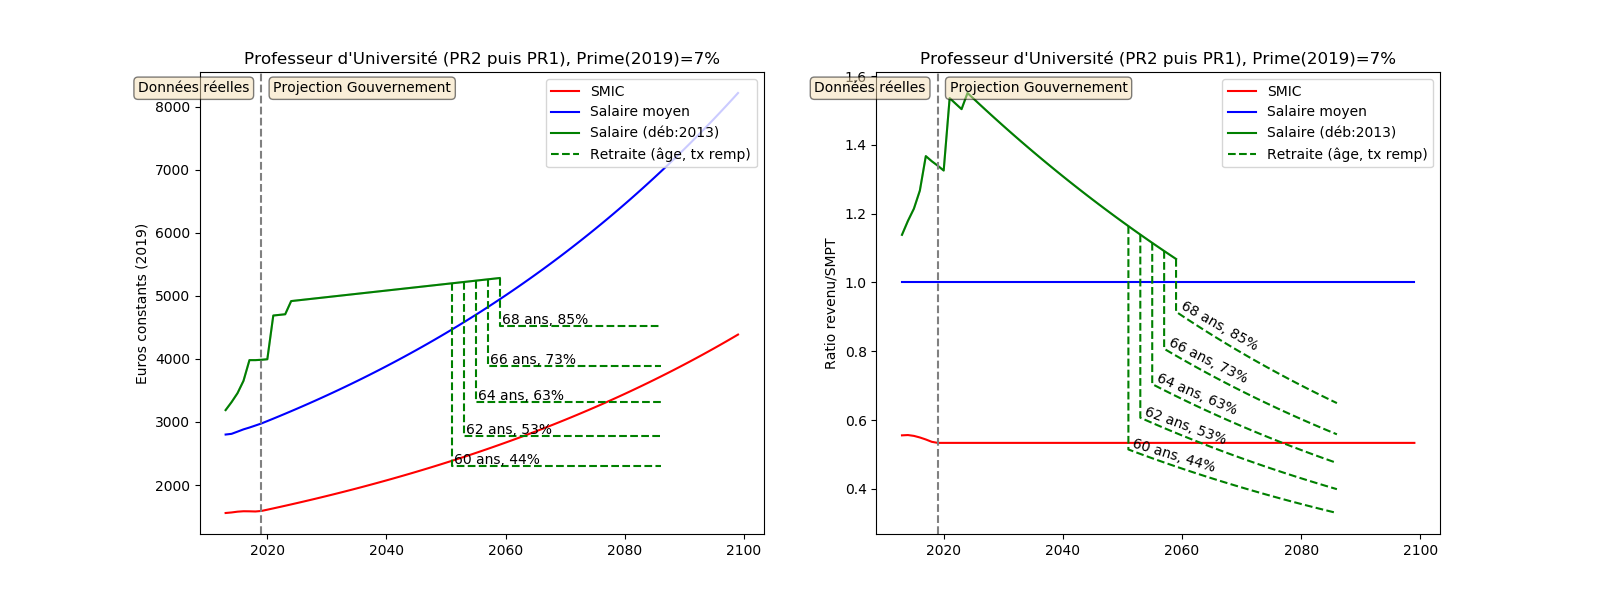 Professeur d'Université (PR2 puis PR1), Prime(2019)=7%
Données réelles
Projection Gouvernement
SMIC
Salaire moyen
Salaire (déb:2013)
Retraite (âge, tx remp)
Euros constants (2019)
8000
7000
6000
5000
4000
3000
2000
68 ans, 85%
66 ans, 73%
64 ans, 63%
62 ans, 53%
60 ans, 44%
2020
2040
2060
2080
2100
Professeur d'Université (PR2 puis PR1), Prime(2019)=7%
Données réelles
Projection Gouvernement
SMIC
Salaire moyen
Salaire (déb:2013)
Retraite (âge, tx remp)
Ratio revenu/SMPT
1.6
1.4
1.2
1.0
0.8
0.6
0.4
68 ans, 85%
66 ans, 73%
64 ans, 63%
62 ans, 53%
60 ans, 44%
2020
2040
2060
2080
2100